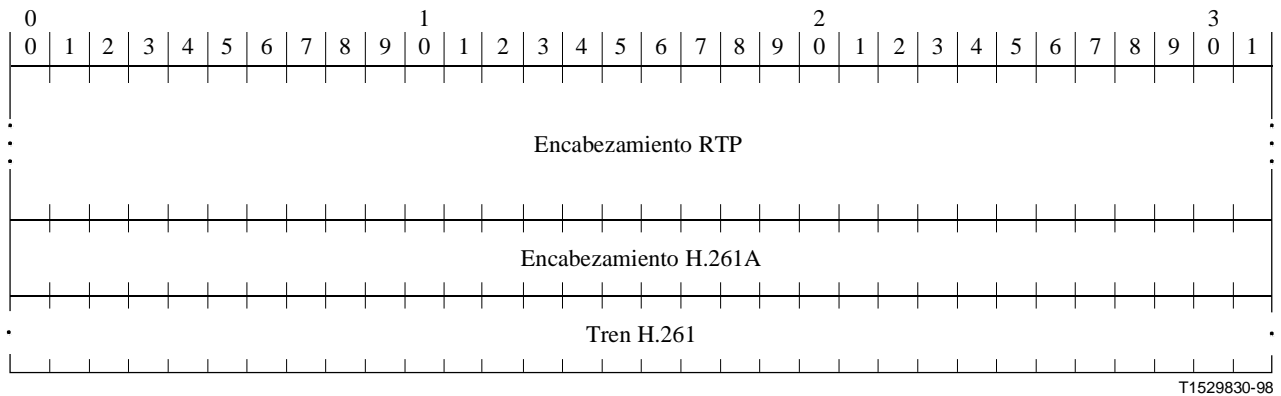 0 1 2 3
0 1 2 3 4 5 6 7 8 9 0 1 2 3 4 5 6 7 8 9 0 1 2 3 4 5 6 7 8 9 0 1
Encabezamiento RTP
Encabezamiento H.261A
Tren H.261
T1529830-98